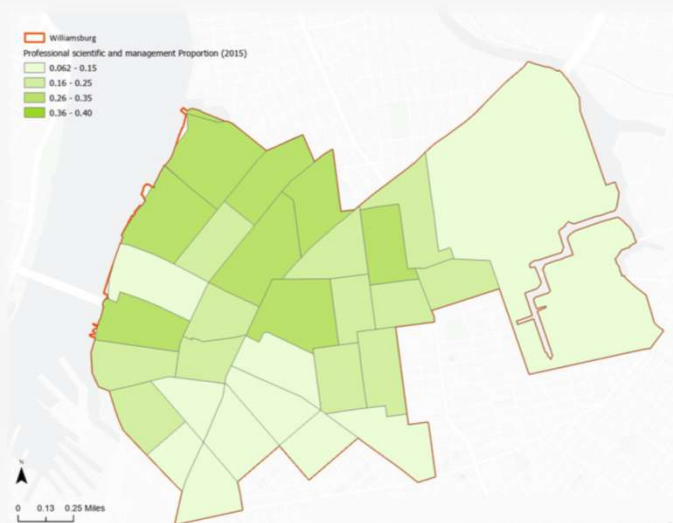 Williamsburg
Professional scientific and management Proportion (2015)
0.062 - 0.15
0.16 - 0.25
0.26 - 0.35
0.36 - 0.40
N
0 0.13 0.25 Miles